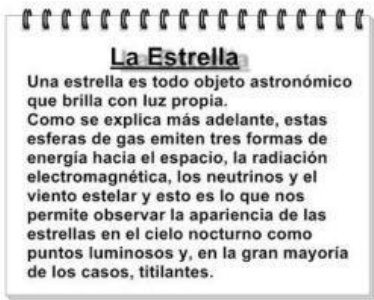 La Estrella
Una estrella es todo objeto astronómico
que brilla con luz propia.
Como se explica más adelante, estas
esferas de gas emiten tres formas de
energía hacia el espacio, la radiación
electromagnética, los neutrinos y el
viento estelar y esto es lo que nos
permite observar la apariencia de las
estrellas en el cielo nocturno como
puntos luminosos y, en la gran mayoría
de los casos, titilantes.